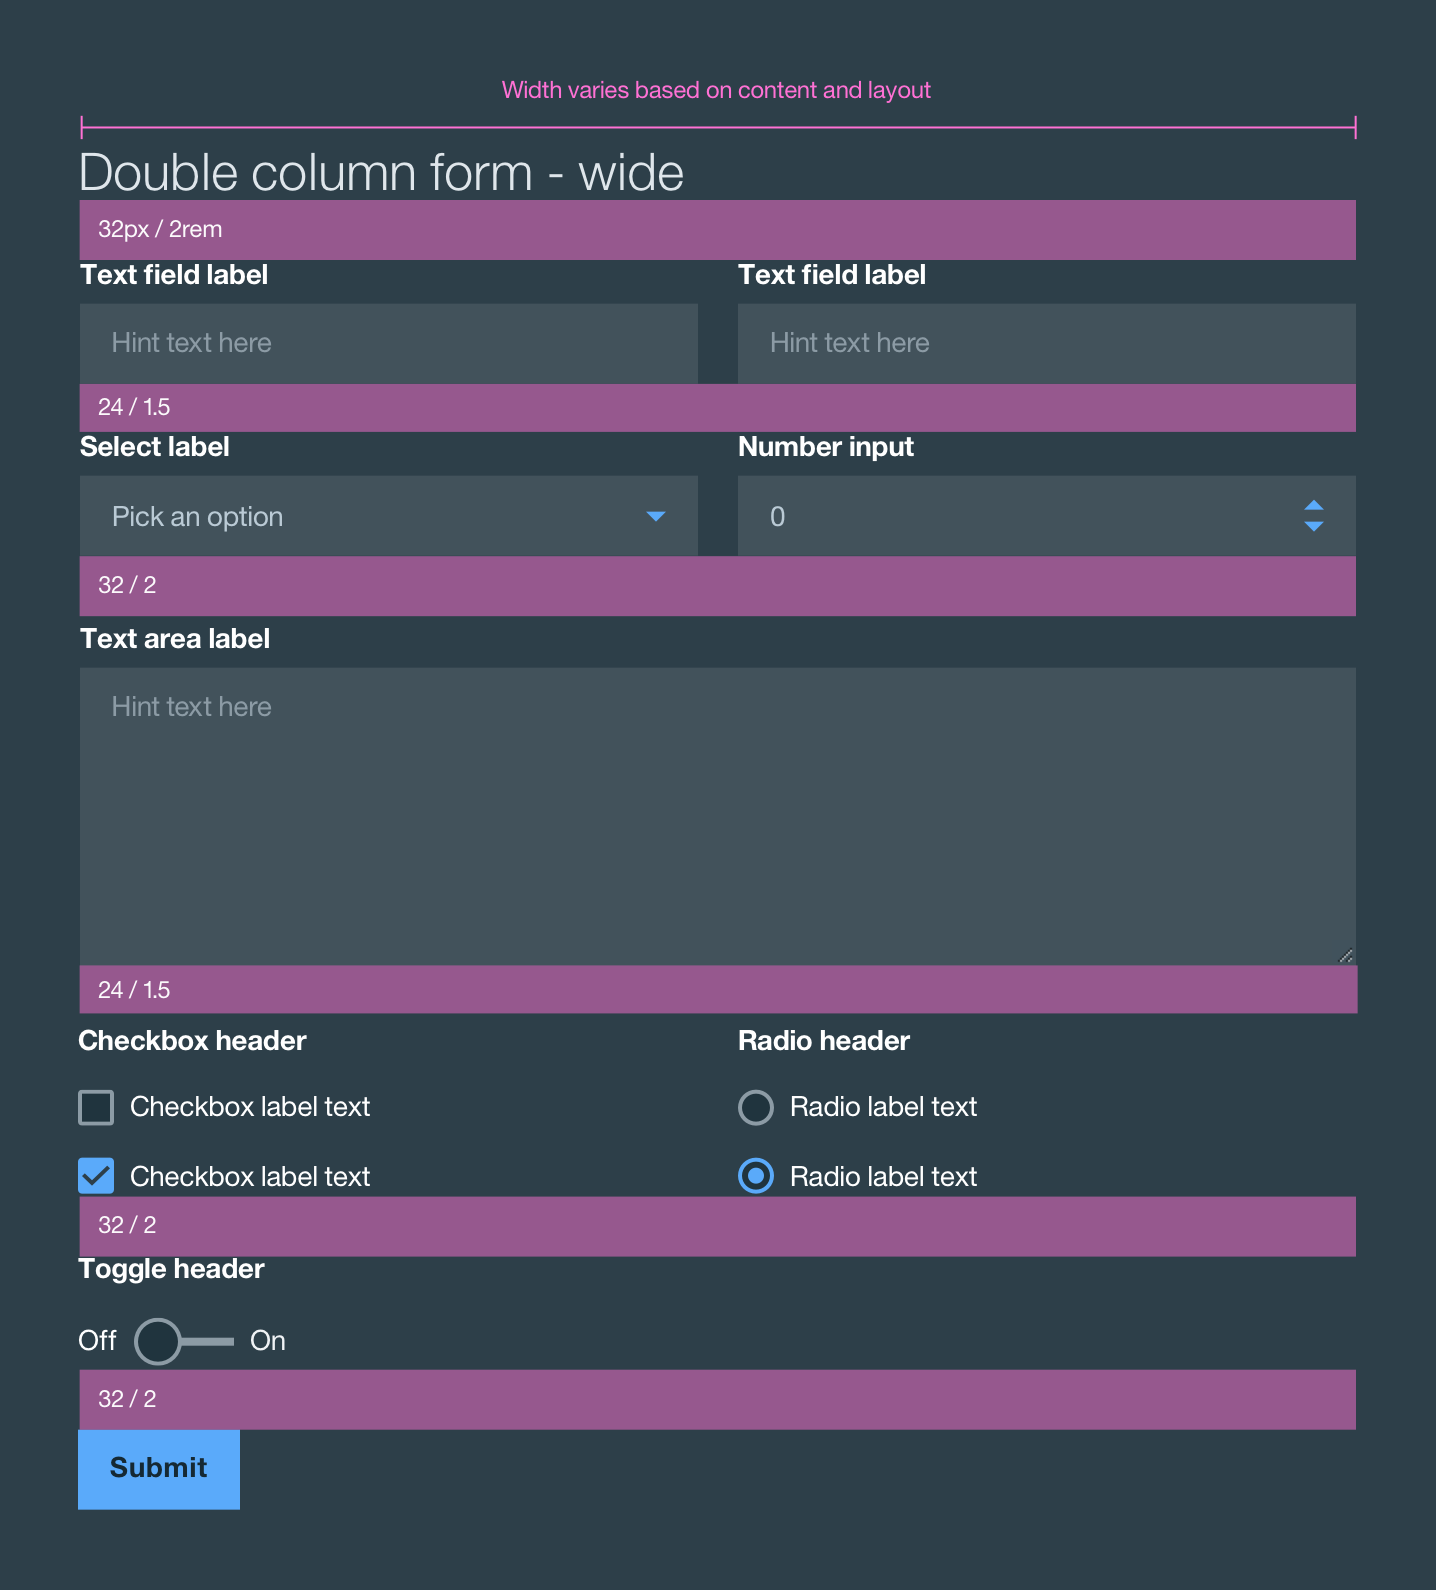 Width varies based on content and layout
Double column form - wide
32px / 2rem
Text field label
Text field label
Hint text here
Hint text here
24 / 1.5
Select label
Number input
Pick an option
0
32 / 2
Text area label
Hint text here
24 / 1.5
Checkbox header
Radio header
Checkbox label text
Radio label text
Checkbox label text
Radio label text
32 / 2
Toggle header
Off
On
32 / 2
Submit